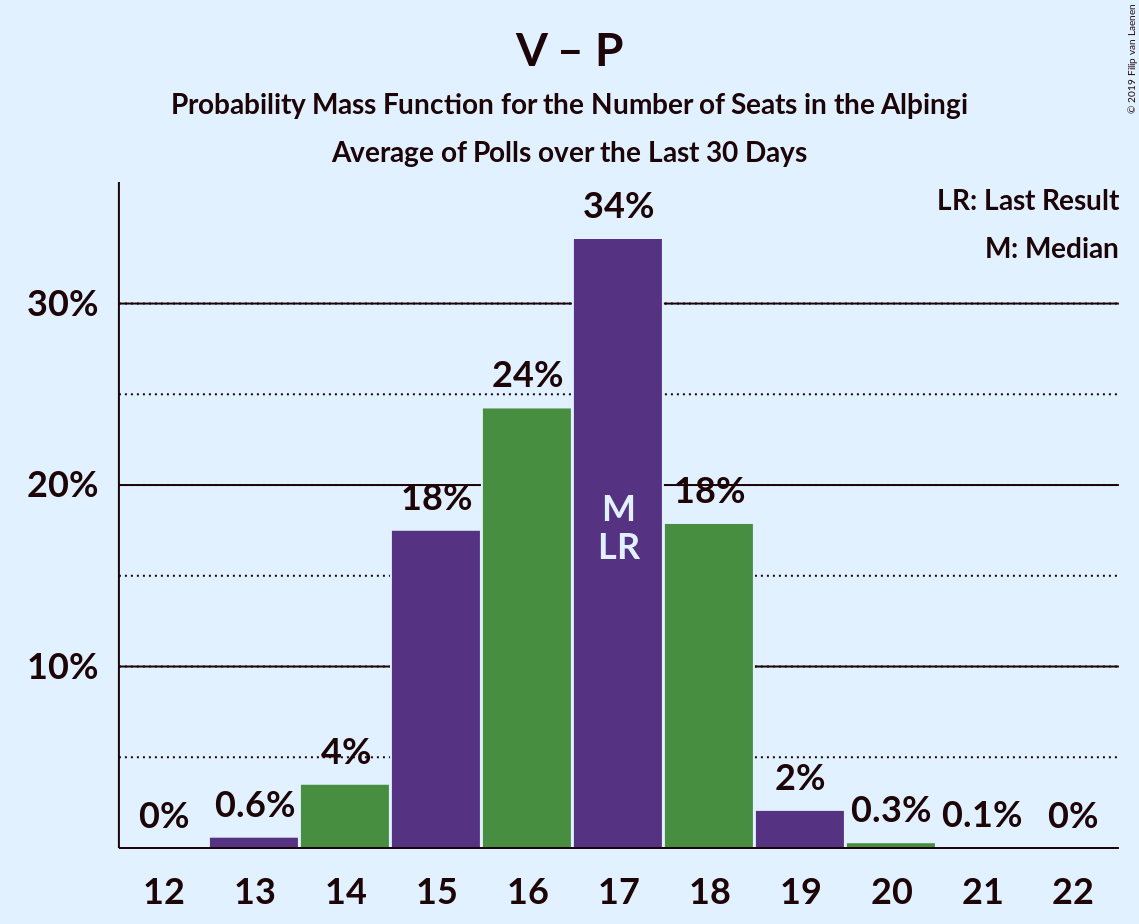 V – P
Probability Mass Function for the Number of Seats in the Alþingi
Average of Polls over the Last 30 Days
© 2019 Filip van Laenen
LR: Last Result
M: Median
34%
30%
24%
20%
18%
18%
M
LR
10%
4%
2%
0%
0.6%
0.3%
0.1%
0%
12 13 14 15 16 17 18 19 20 21 22